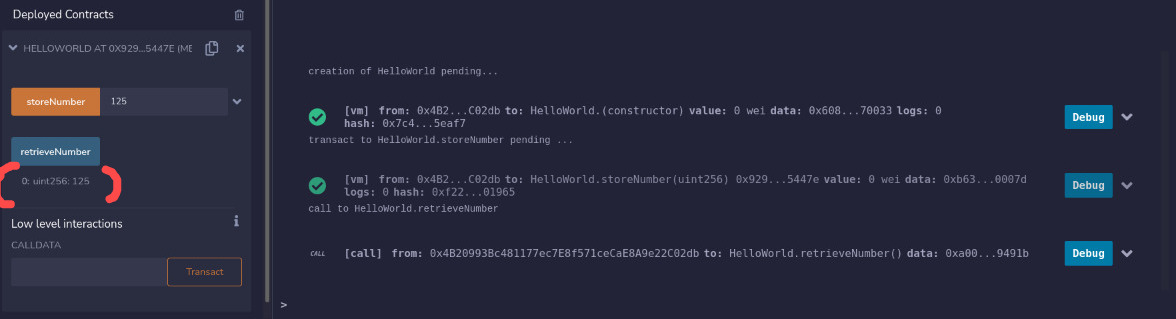 Deployed Contracts
HELLOWORLD AT 0X929...5447E (ME
storeNumber 125
retrieveNumber
0: uint256: 125
Low level interactions
CALLDATA
Transact
creation of HelloWorld pending...
[vm] from: 0x4B2...C02db to: HelloWorld.(constructor) value: 0 wei data: 0x608...70033 logs: 0
hash: 0x7c4...5eaf7
Debug
transact to HelloWorld.storeNumber pending ...
[vm] from: 0x4B2...C02db to: HelloWorld.storeNumber(uint256) 0x929...5447e value: 0 wei data: 0xb63...0007d
logs: 0 hash: 0xf22...01965
Debug
call to HelloWorld.retrieveNumber
CALL [call] from: 0x4B20993Bc481177ec7E8f571ceCaE8A9e22C02db to: HelloWorld.retrieveNumber() data: 0xa00...9491b
Debug
>